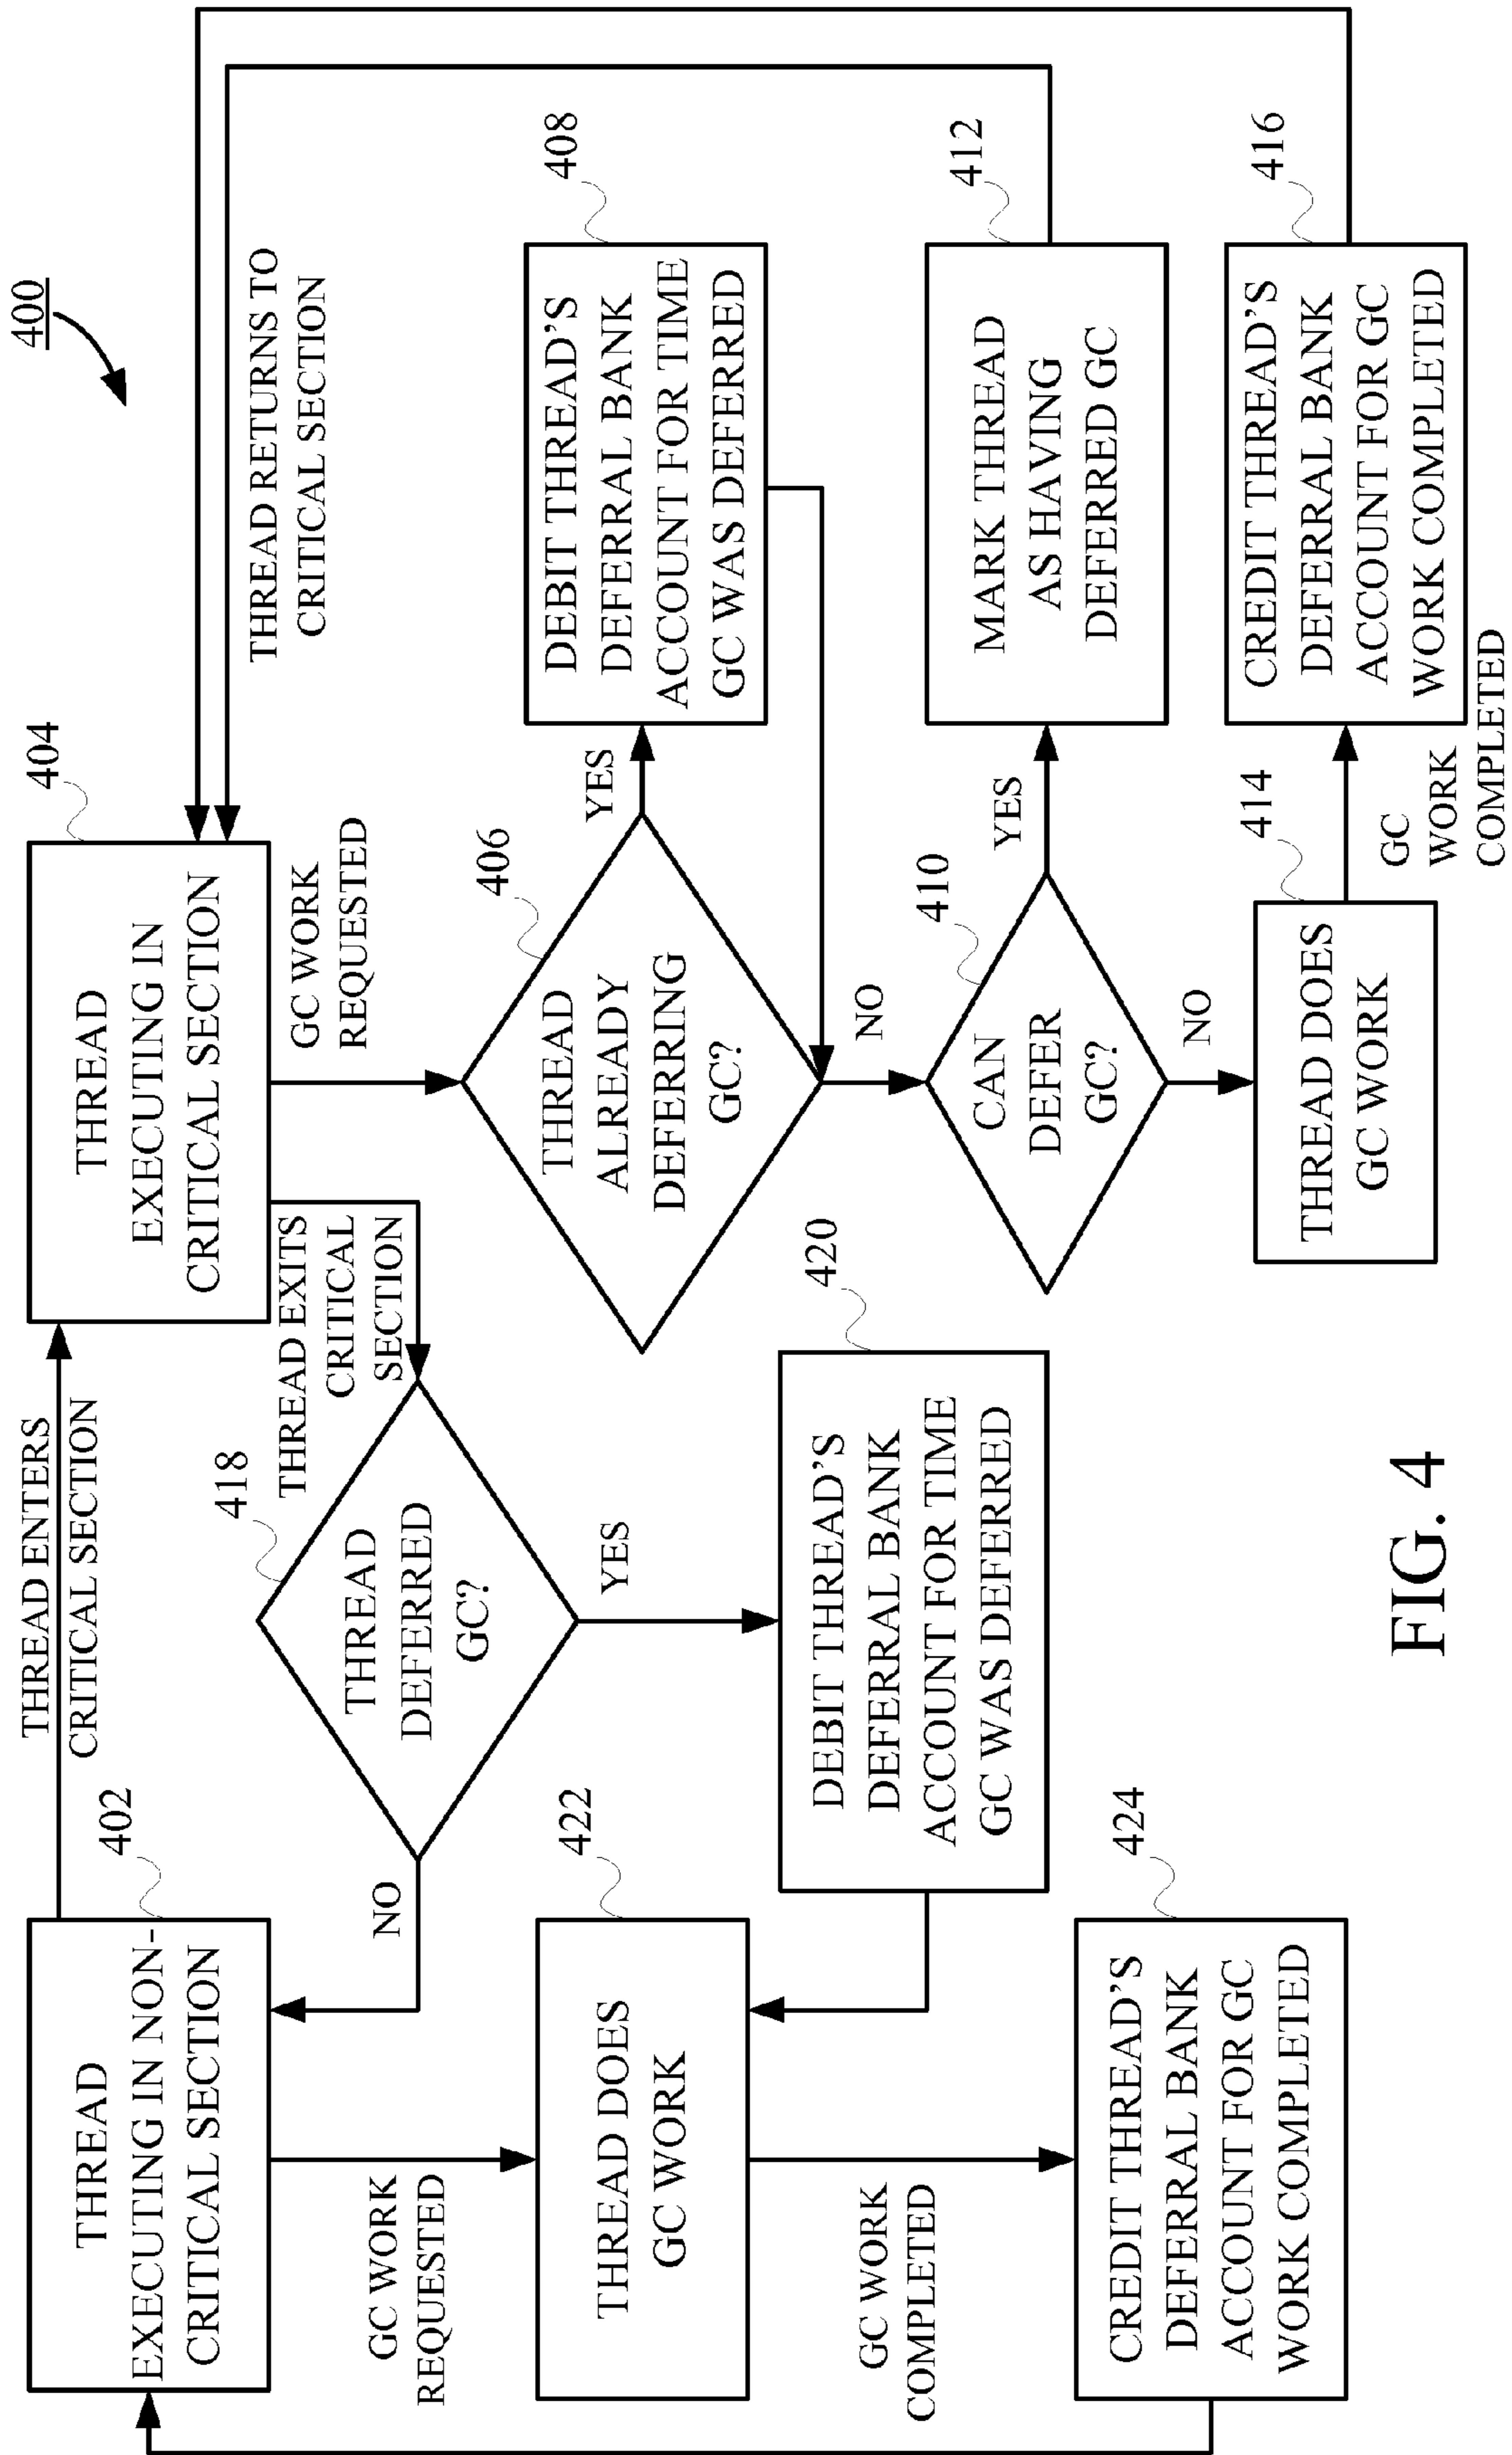 400
THREAD ENTERS
CRITICAL SECTION
THREAD RETURNS TO
CRITICAL SECTION
402
THREAD
EXECUTING IN NON-
CRITICAL SECTION
404
THREAD
EXECUTING IN
CRITICAL SECTION
THREAD EXITS
CRITICAL
SECTION
GC WORK
REQUESTED
418
THREAD
DEFERRED
GC?
NO
YES
406
THREAD
ALREADY
DEFERRING
GC?
YES
NO
408
DEBIT THREAD'S
DEFERRAL BANK
ACCOUNT FOR TIME
GC WAS DEFERRED
GC WORK
REQUESTED
422
THREAD DOES
GC WORK
420
DEBIT THREAD'S
DEFERRAL BANK
ACCOUNT FOR TIME
GC WAS DEFERRED
410
CAN
DEFER
GC?
YES
NO
412
MARK THREAD
AS HAVING
DEFERRED GC
GC WORK
COMPLETED
424
CREDIT THREAD'S
DEFERRAL BANK
ACCOUNT FOR GC
WORK COMPLETED
414
THREAD DOES
GC WORK
GC
WORK
COMPLETED
416
CREDIT THREAD'S
DEFERRAL BANK
ACCOUNT FOR GC
WORK COMPLETED
FIG. 4